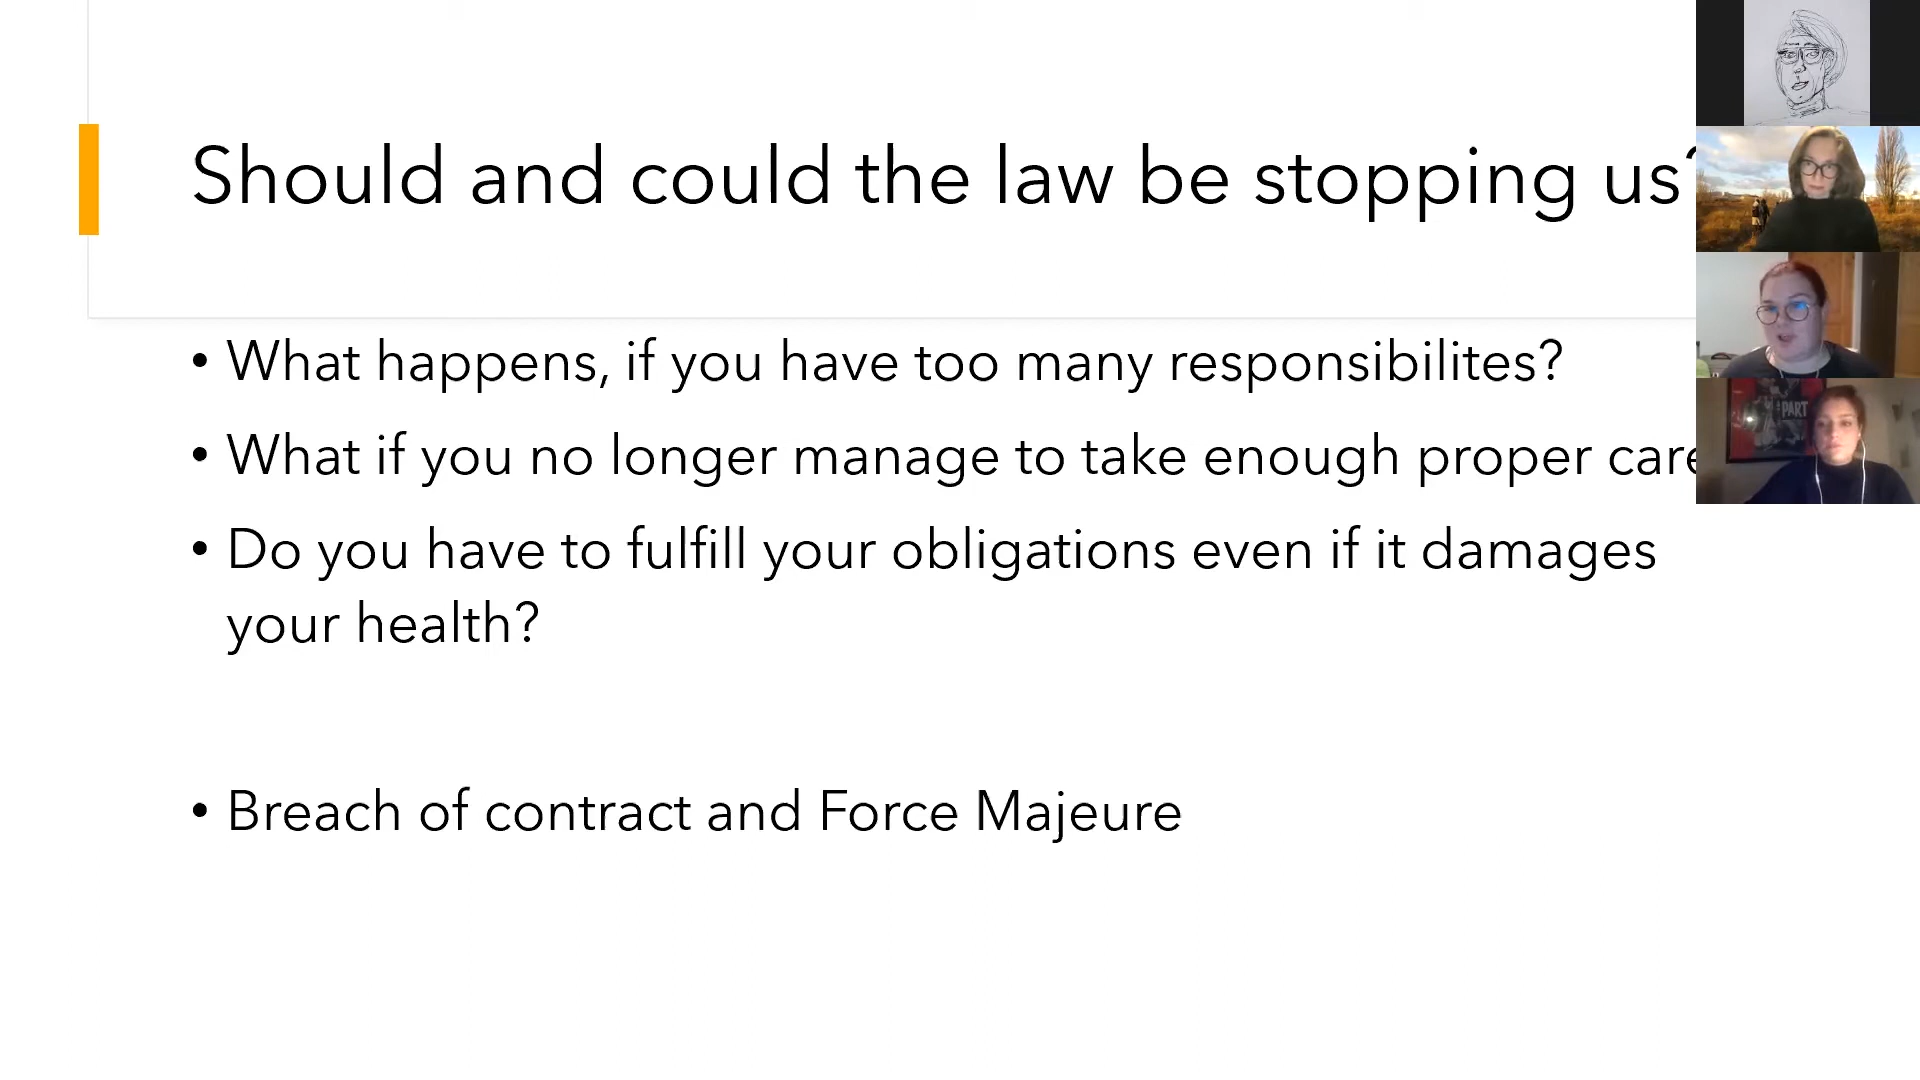 Should and could the law be stopping us?
• What happens, if you have too many responsibilites?
• What if you no longer manage to take enough proper care
• Do you have to fulfill your obligations even if it damages
your health?
• Breach of contract and Force Majeure
PART